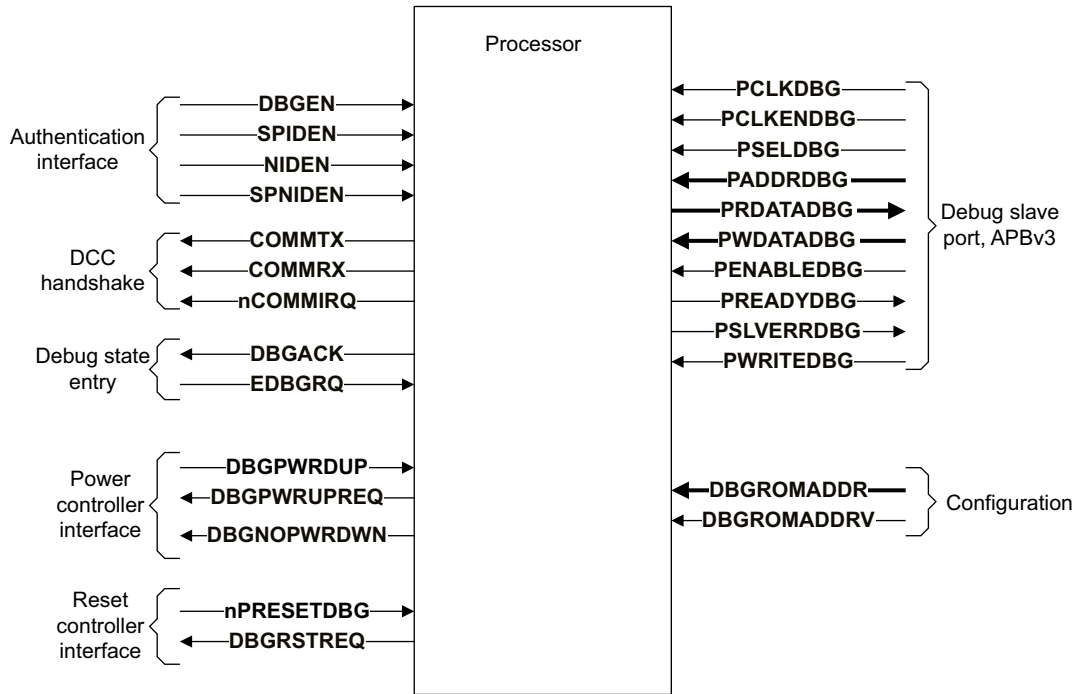 Processor
Authentication
interface
DBGEN
SPIDEN
NIDEN
SPNIDEN
DCC
handshake
COMMTX
COMMRX
nCOMMIRQ
Debug state
entry
DBGACK
EDBGRQ
Power
controller
interface
DBGPWRDUP
DBGPWRUPREQ
DBGNOPWRDWN
Reset
controller
interface
nPRESETDBG
DBGRSTREQ
PCLKDBG
PCLKENDBG
PSELDBG
PADDRDBG
PRDATADBG
PWDATADBG
PENABLEDBG
PREADYDBG
PSLVERRDBG
PWRITEDBG
Debug slave
port, APBv3
DBGROMADDR
DBGROMADDRV
Configuration